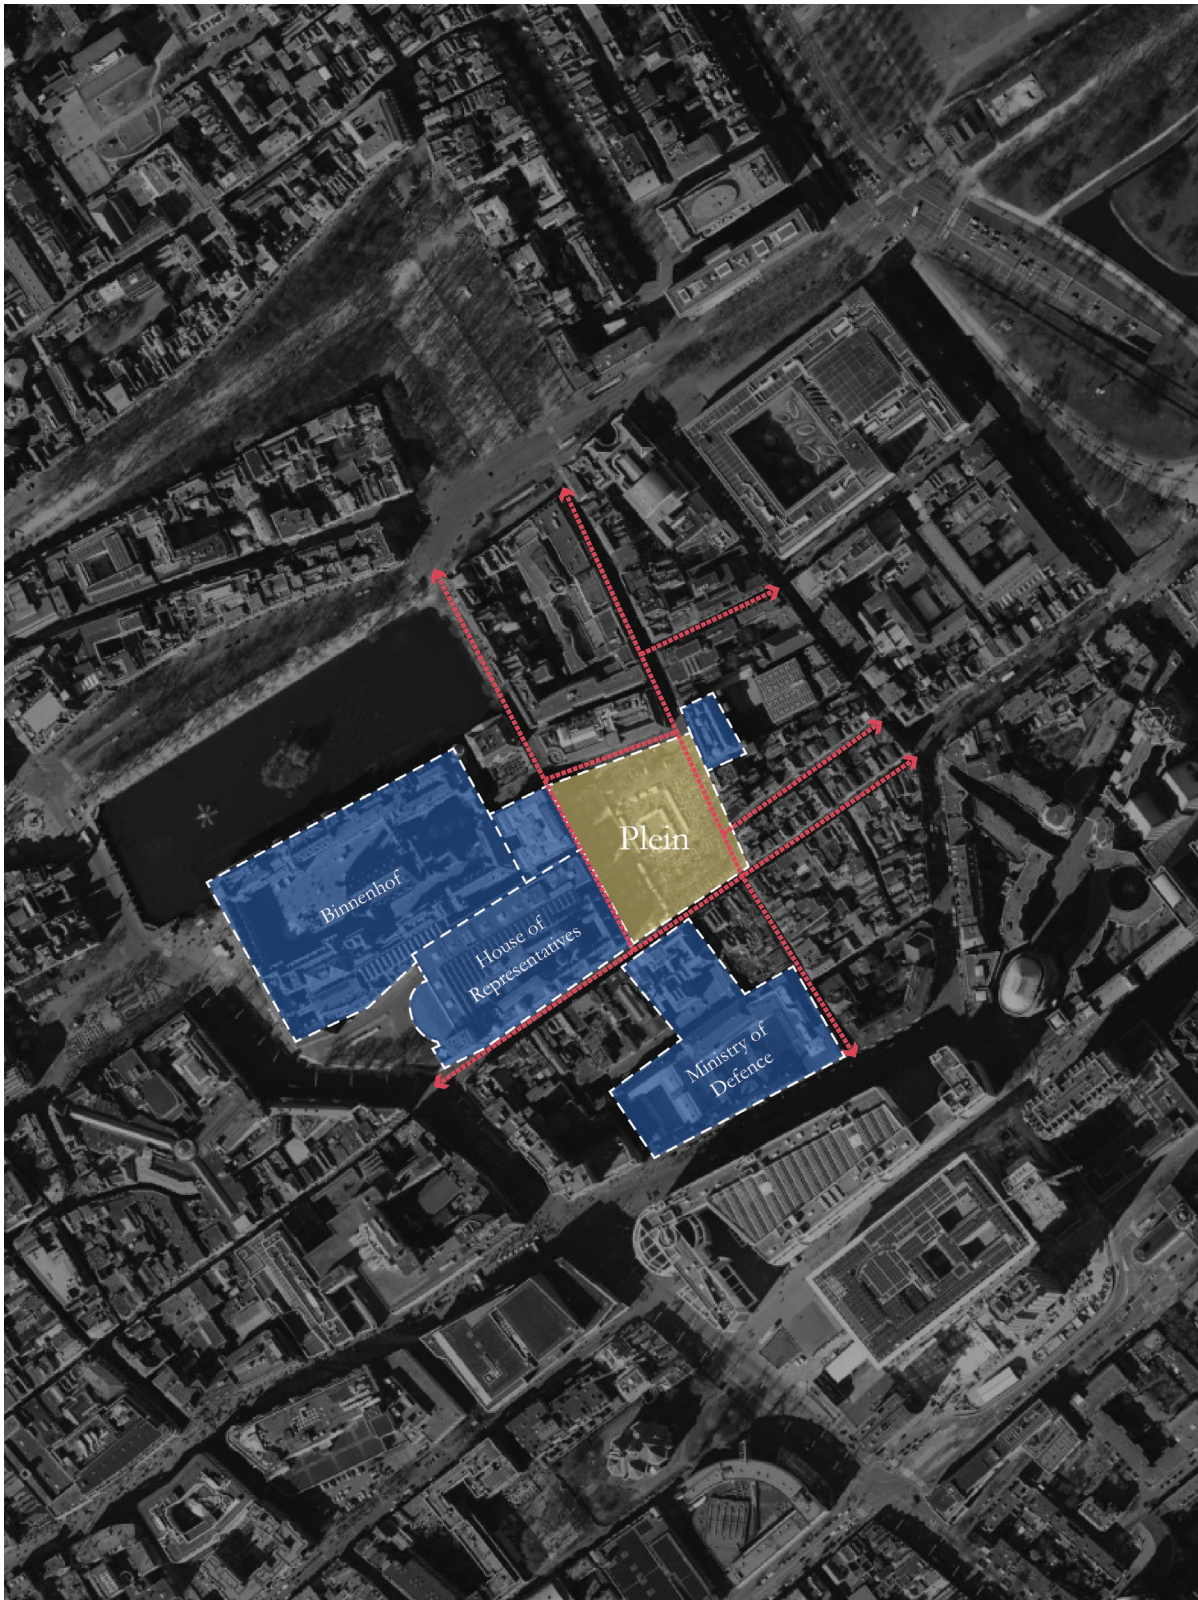 Plein
Binnenhof
House of
Representatives
Ministry of
Defence